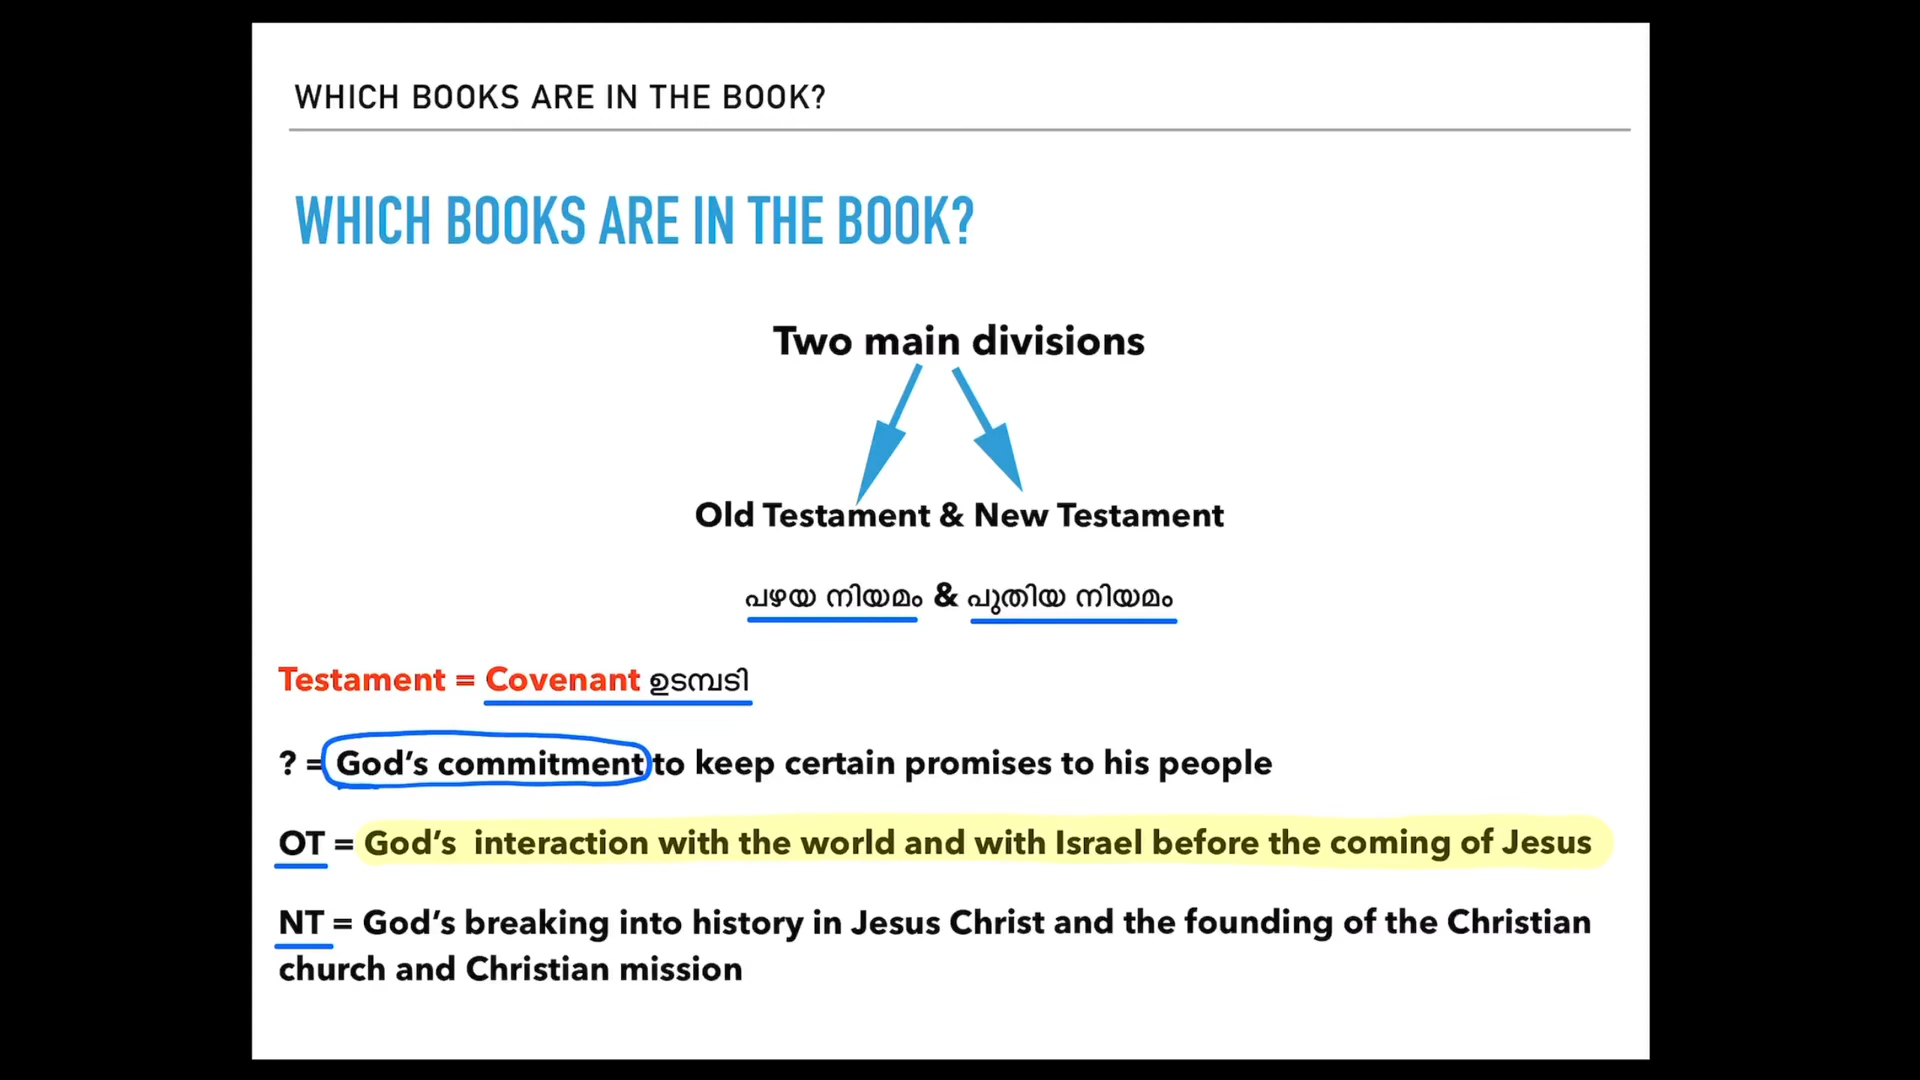 WHICH BOOKS ARE IN THE BOOK?
WHICH BOOKS ARE IN THE BOOK?
Two main divisions
Old Testament & New Testament
പഴയ നിയമം & പുതിയ നിയമം
Testament = Covenant ഉടമ്പടി
? = God's commitment to keep certain promises to his people
OT = God's interaction with the world and with Israel before the coming of Jesus
NT = God's breaking into history in Jesus Christ and the founding of the Christian
church and Christian mission